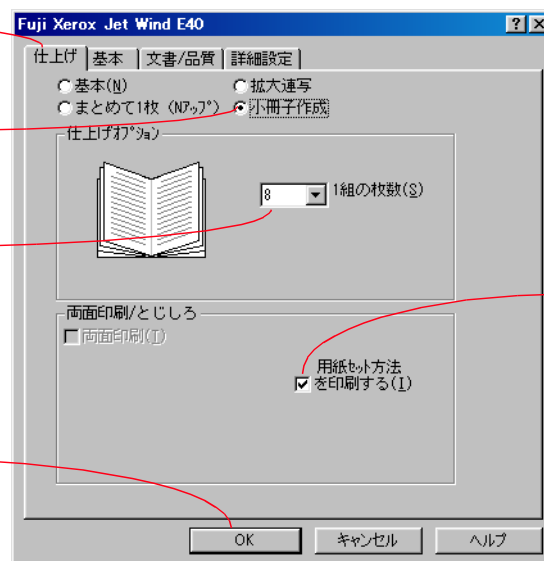 Fuji Xerox Jet Wind E40
仕上げ 基本 文書/品質 詳細設定
基本(N) 拡大連写
まとめて1枚 (Nアップ) 小冊子作成
仕上げオプション
8 1組の枚数(S)
両面印刷/とじしろ
両面印刷(T)
用紙セット方法
を印刷する(I)
OK キャンセル ヘルプ